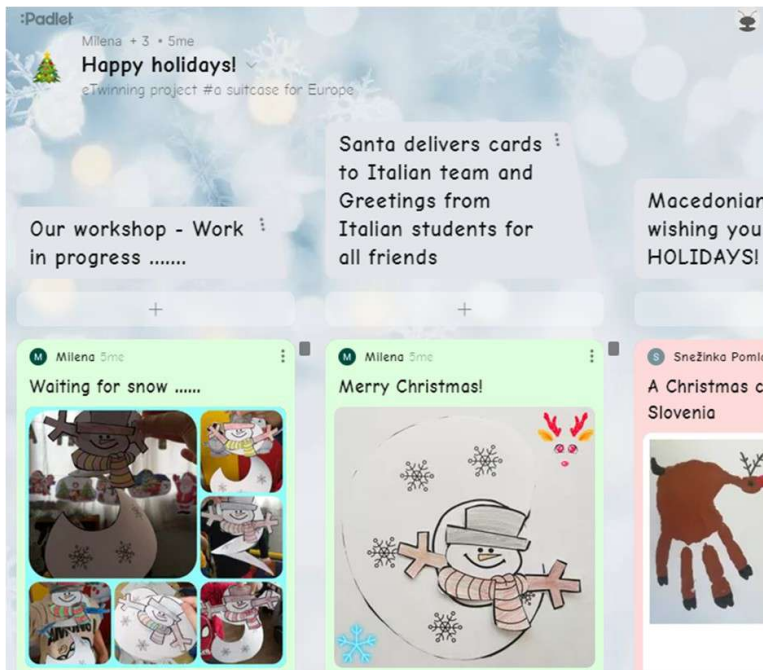 :Padlet
Milena + 3 • 5me
Happy holidays!
eTwinning project #a suitcase for Europe
Our workshop - Work
in progress .......
Santa delivers cards
to Italian team and
Greetings from
Italian students for
all friends
Macedonian
wishing you
HOLIDAYS!
M Milena 5me
Waiting for snow ......
M Milena 5me
Merry Christmas!
S Snežinka
A Christmas
Slovenia